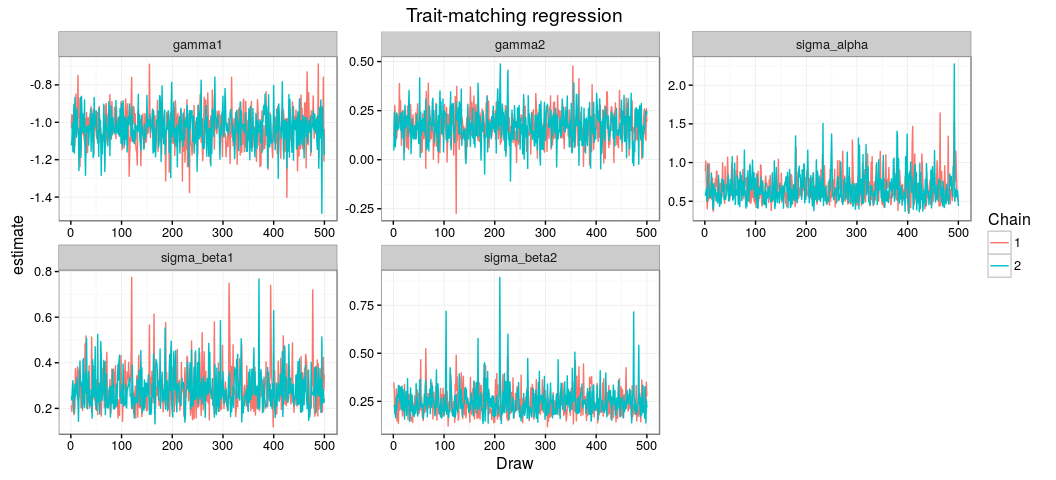 Trait-matching regression
gamma1
gamma2
sigma_alpha
-0.8
-1.0
-1.2
-1.4
0.50
0.25
0.00
-0.25
2.0
1.5
1.0
0.5
0 100 200 300 400 500
0 100 200 300 400 500
0 100 200 300 400 500
estimate
sigma_beta1
sigma_beta2
0.8
0.6
0.4
0.2
0.75
0.50
0.25
0 100 200 300 400 500
0 100 200 300 400 500
Draw
Chain
1
2